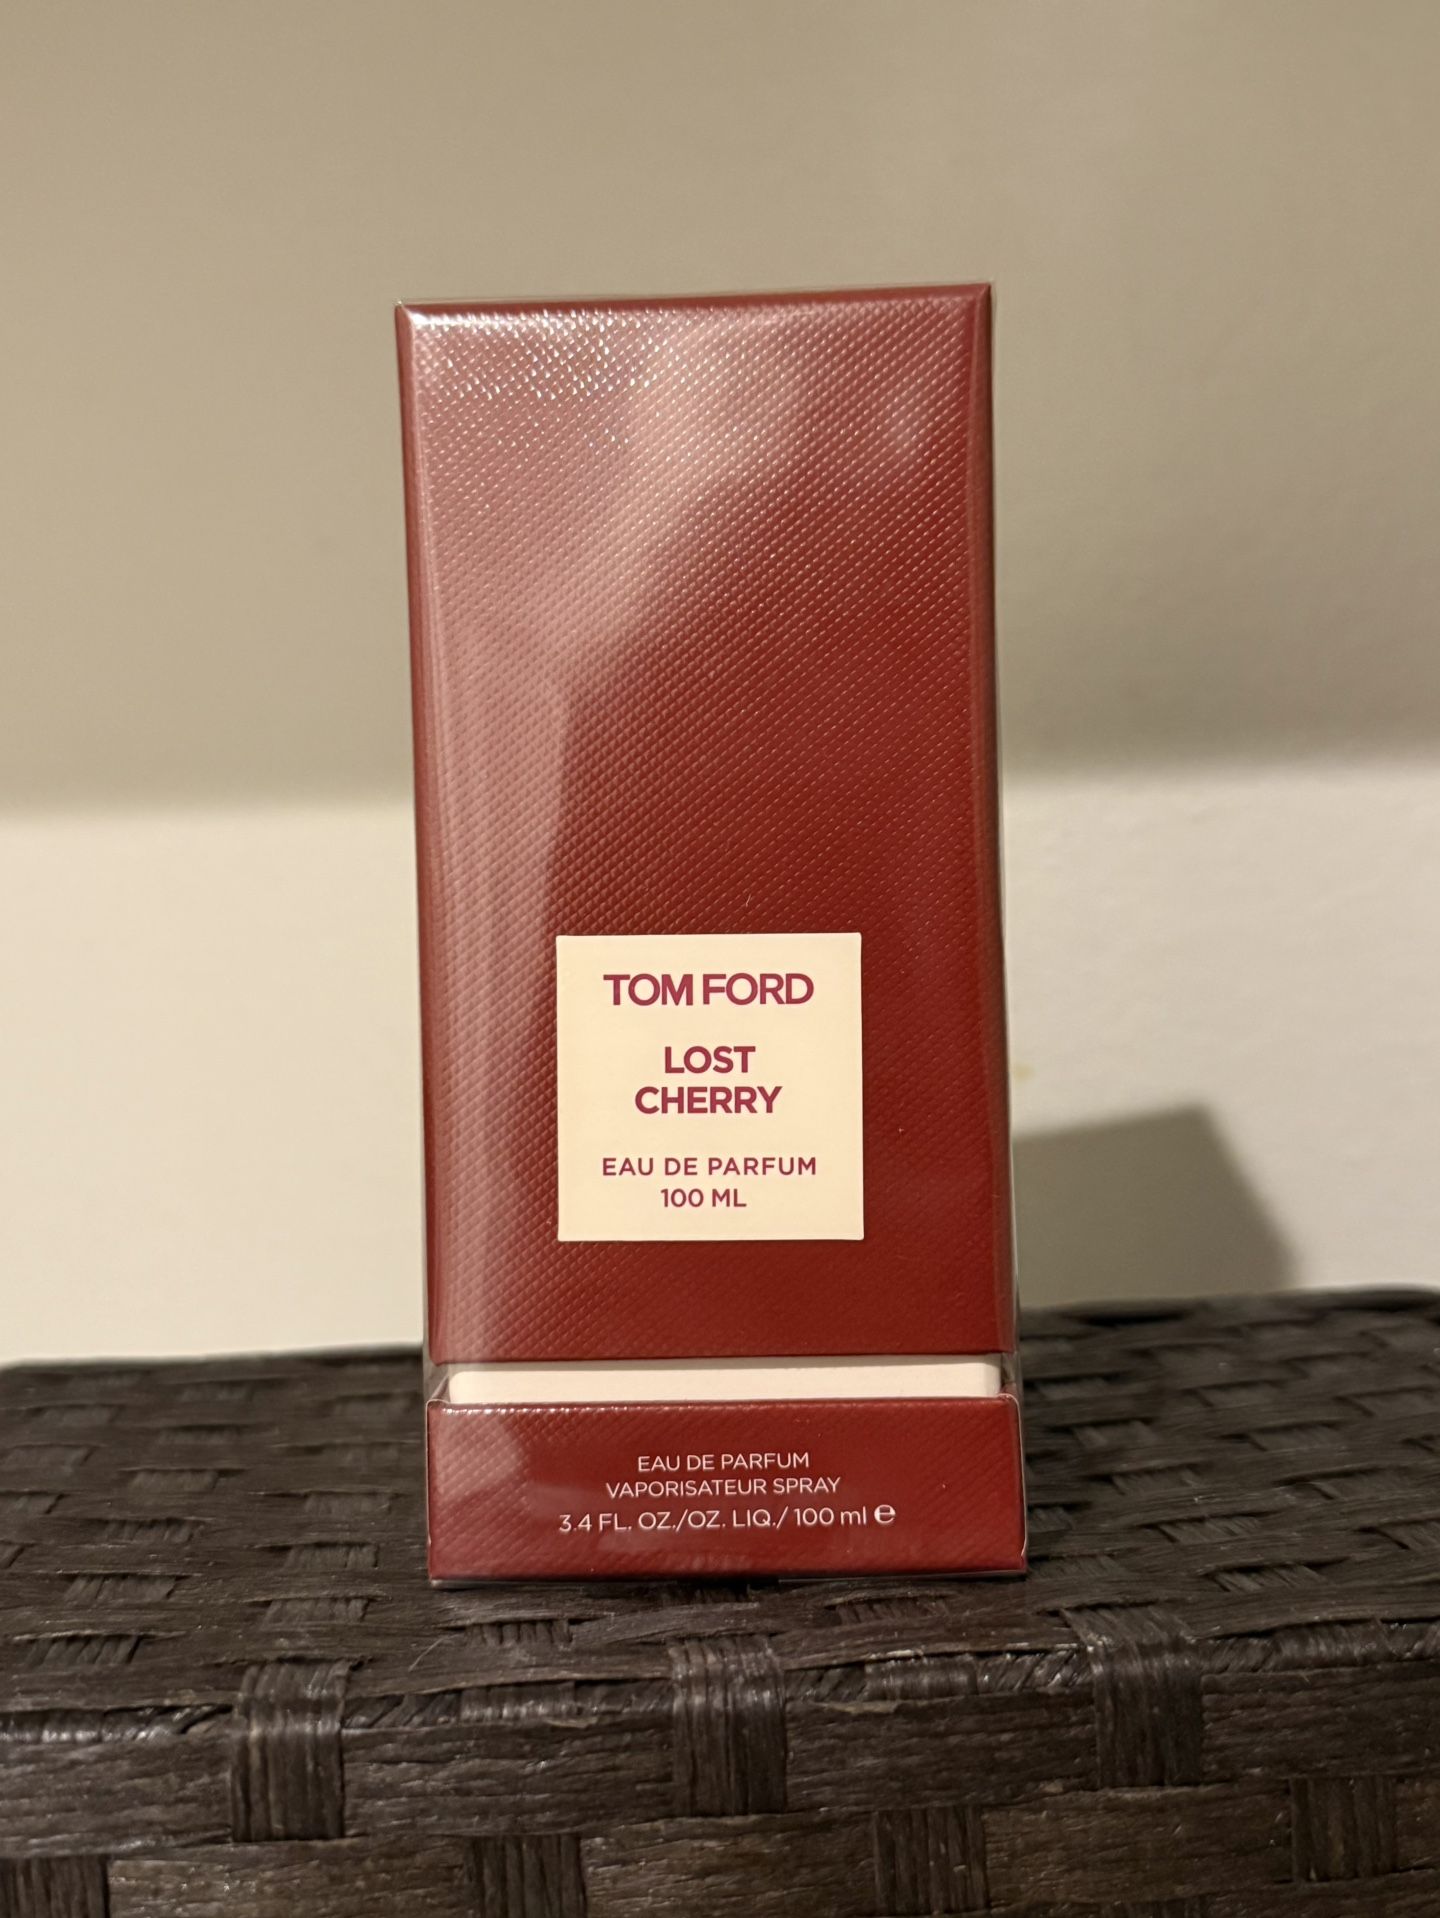 TOM FORD
LOST
CHERRY
EAU DE PARFUM
100 ML
EAU DE PARFUM
VAPORISATEUR SPRAY
3.4 FL. OZ./OZ. LIQ./ 100 ml ℮